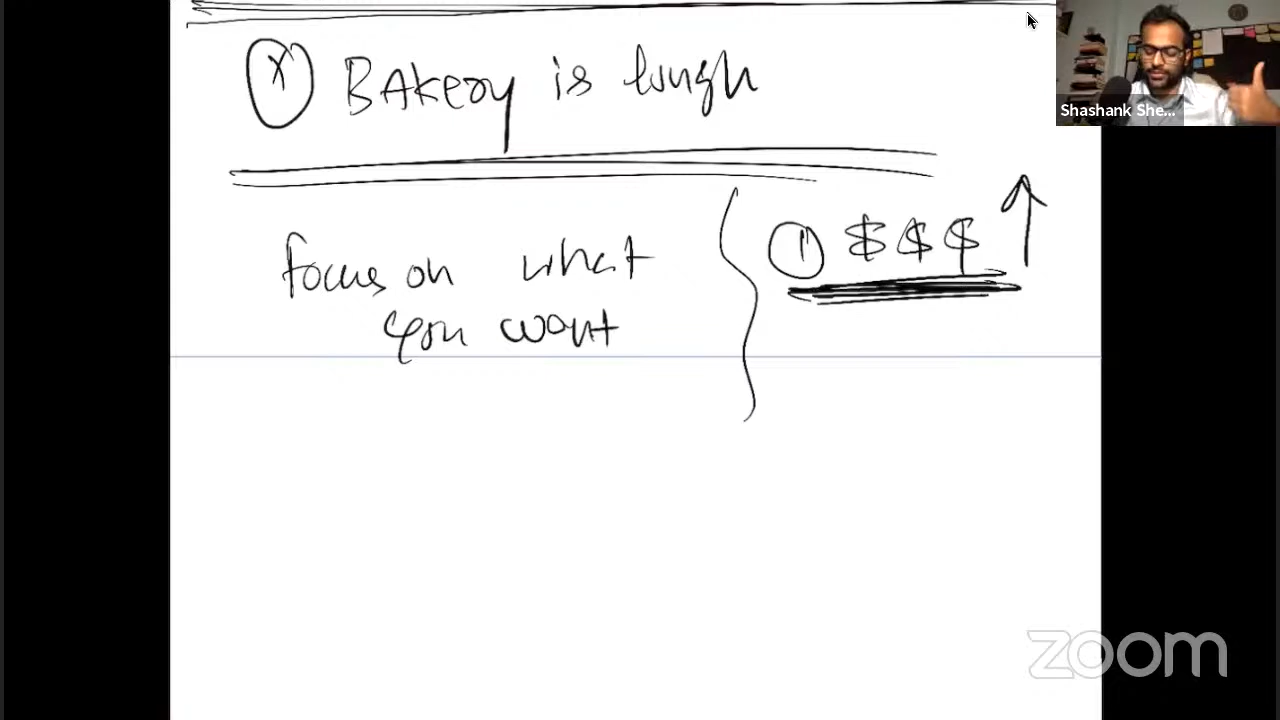 X BAkery is tough
focus on what
you want
1 $ $ $ ↑
Shashank She...
zoom